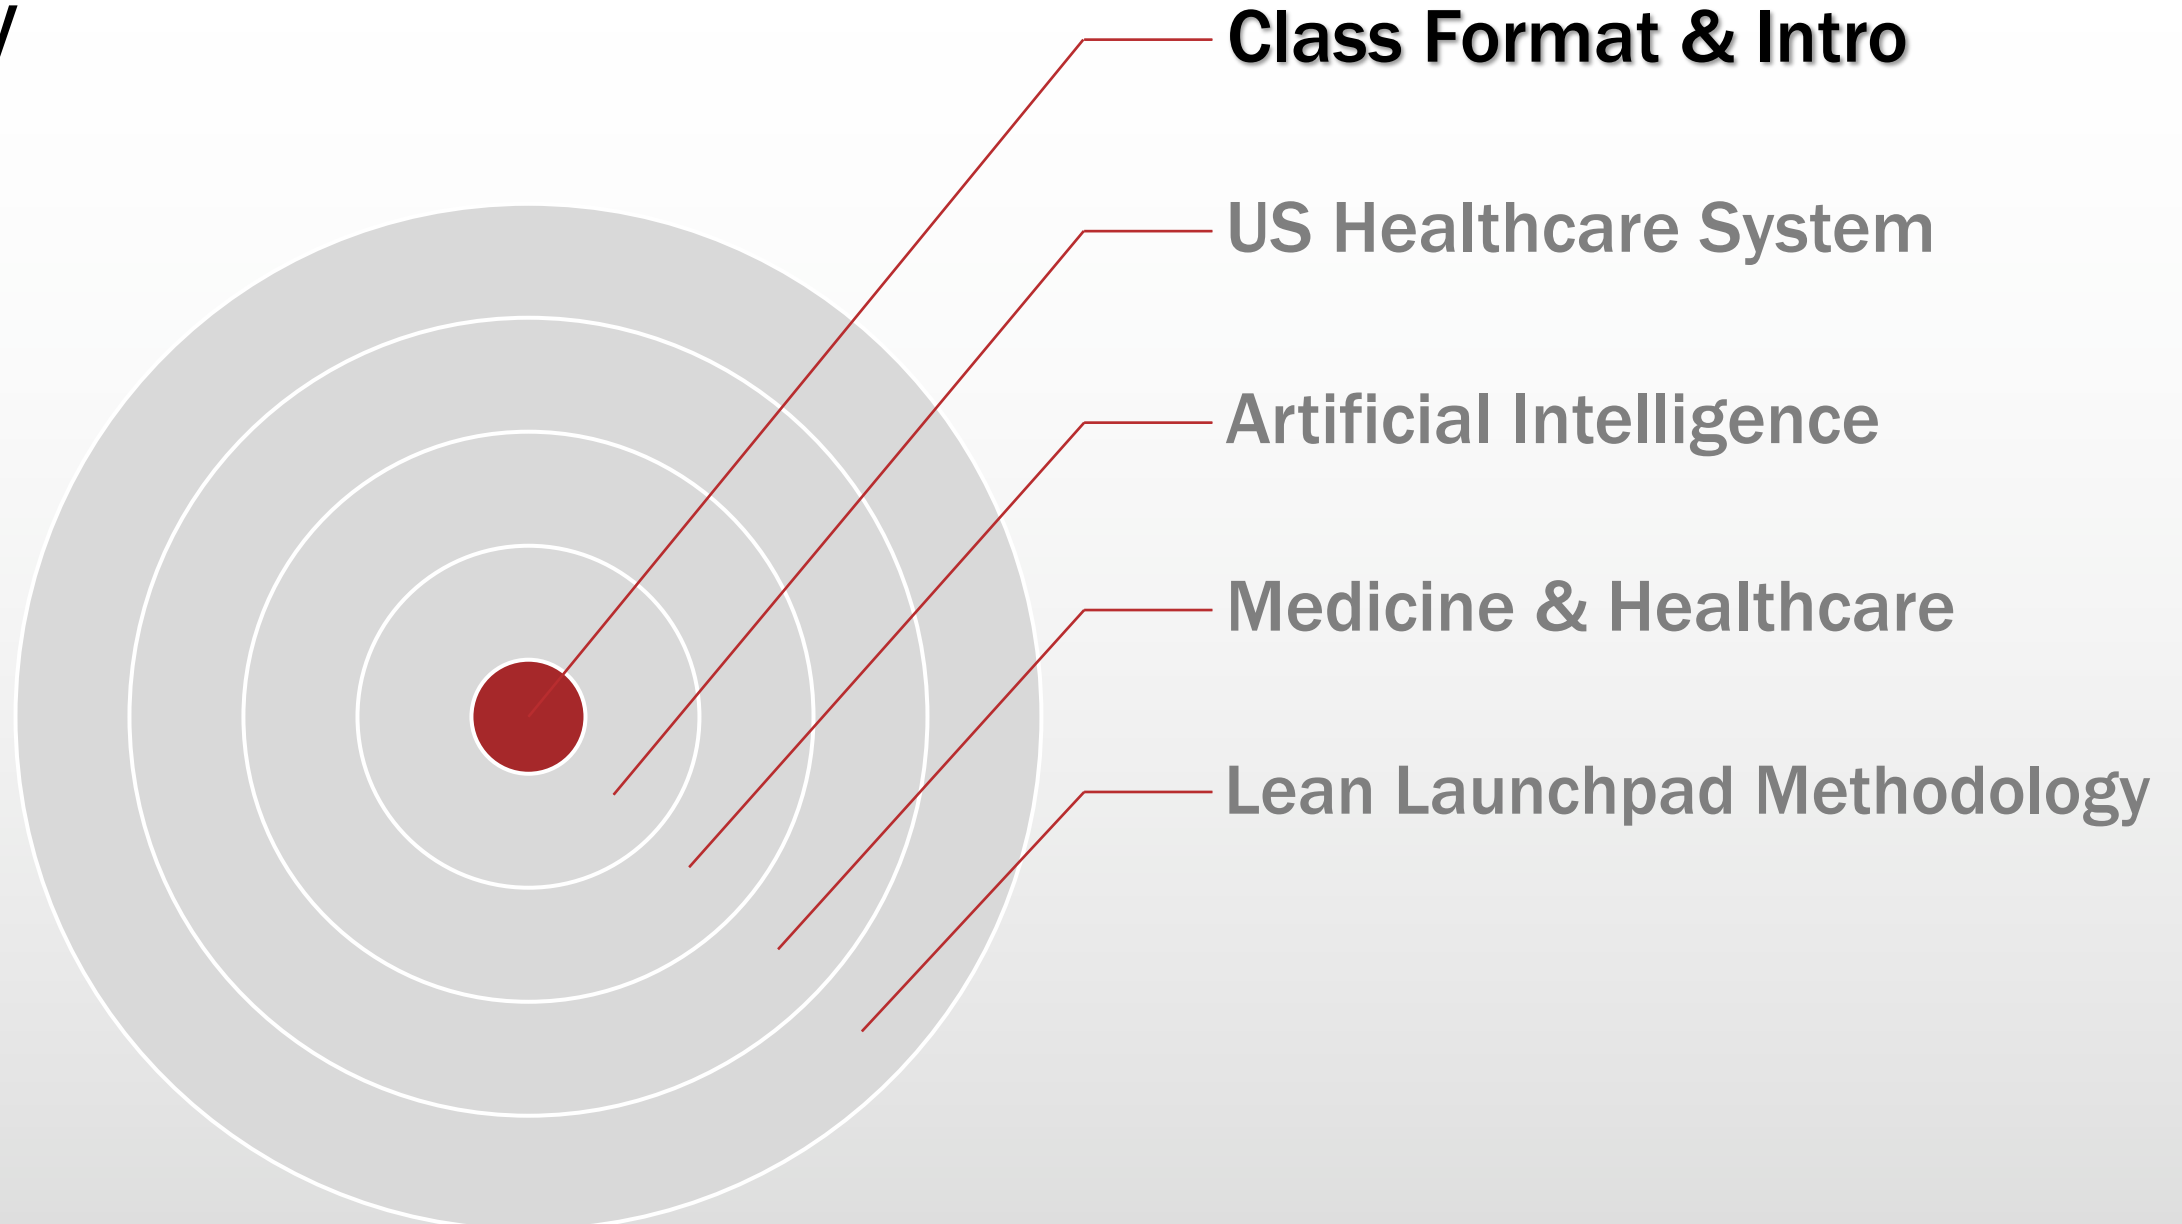 Class Format & Intro
US Healthcare System
Artificial Intelligence
Medicine & Healthcare
Lean Launchpad Methodology